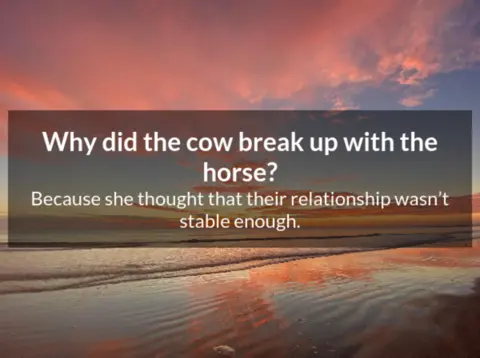 Why did the cow break up with the
horse?
Because she thought that their relationship wasn’t
stable enough.